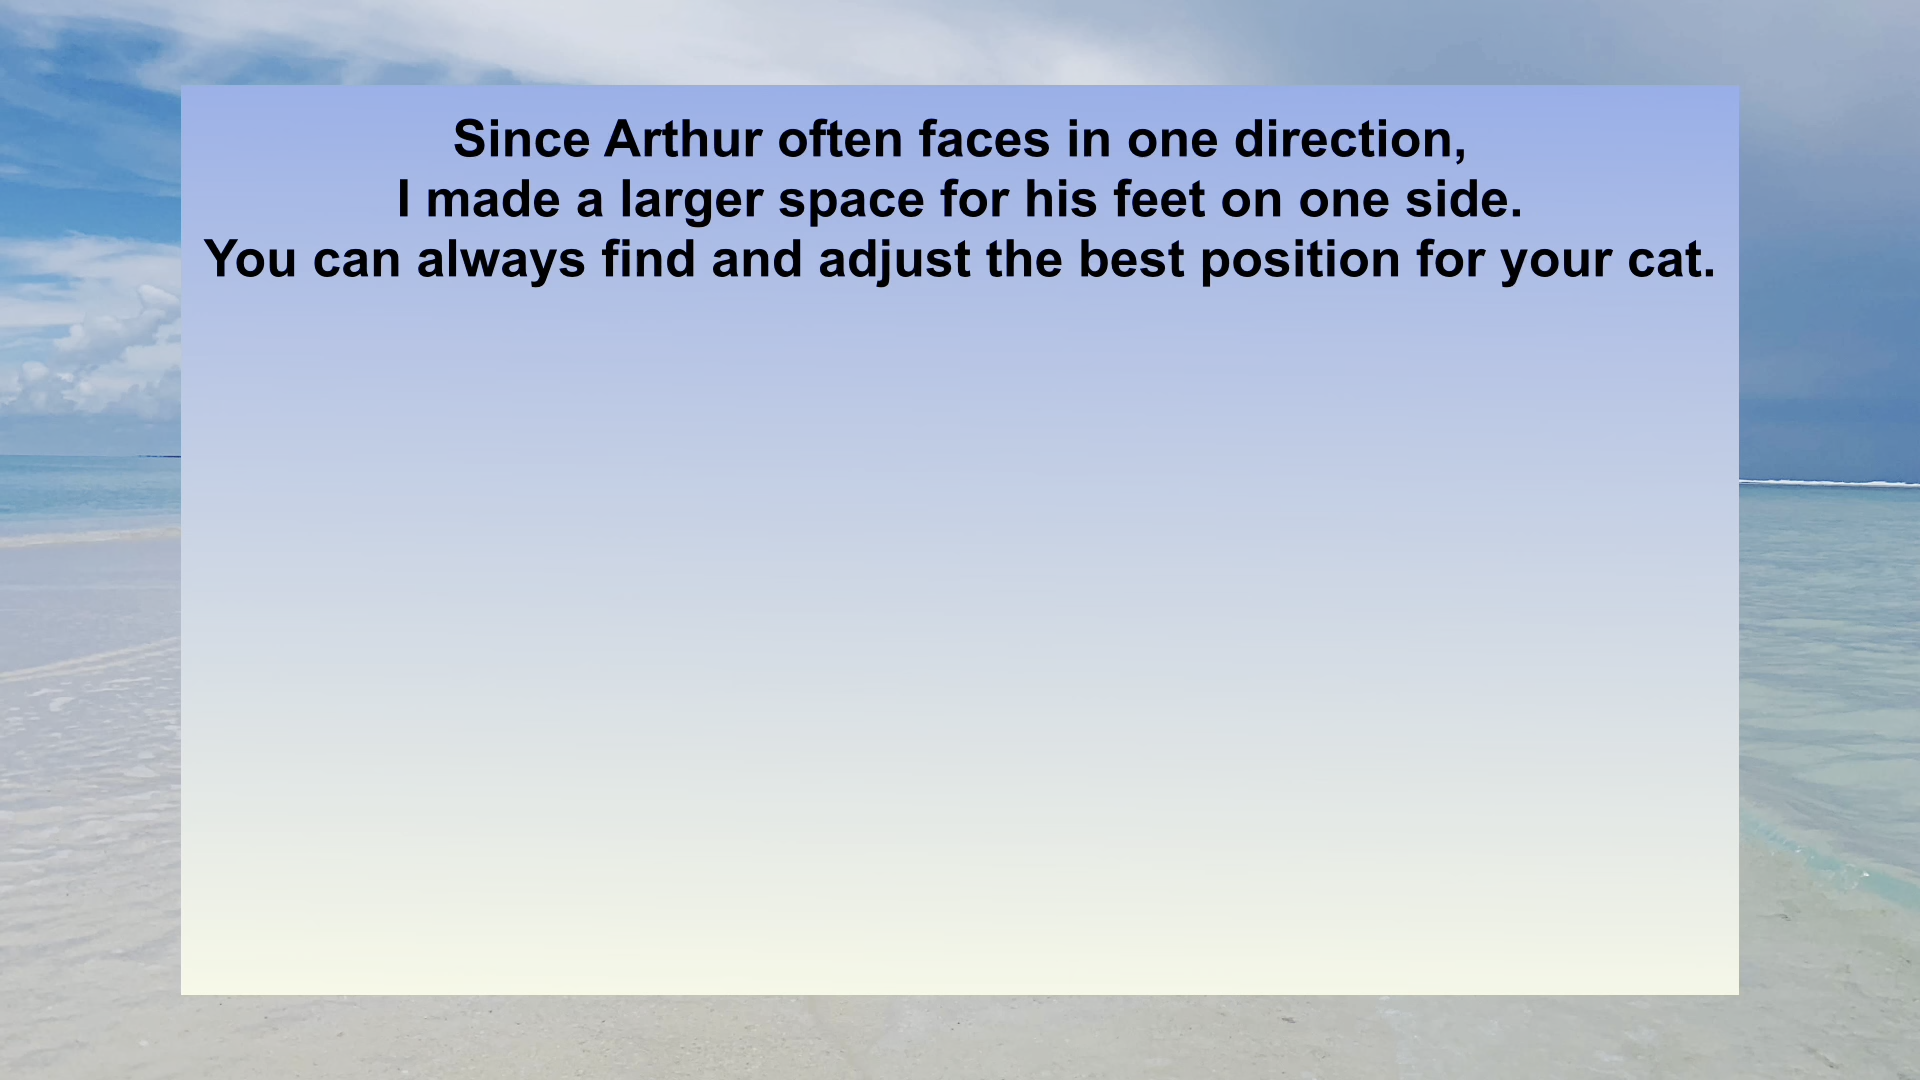 Since Arthur often faces in one direction,
I made a larger space for his feet on one side.
You can always find and adjust the best position for your cat.